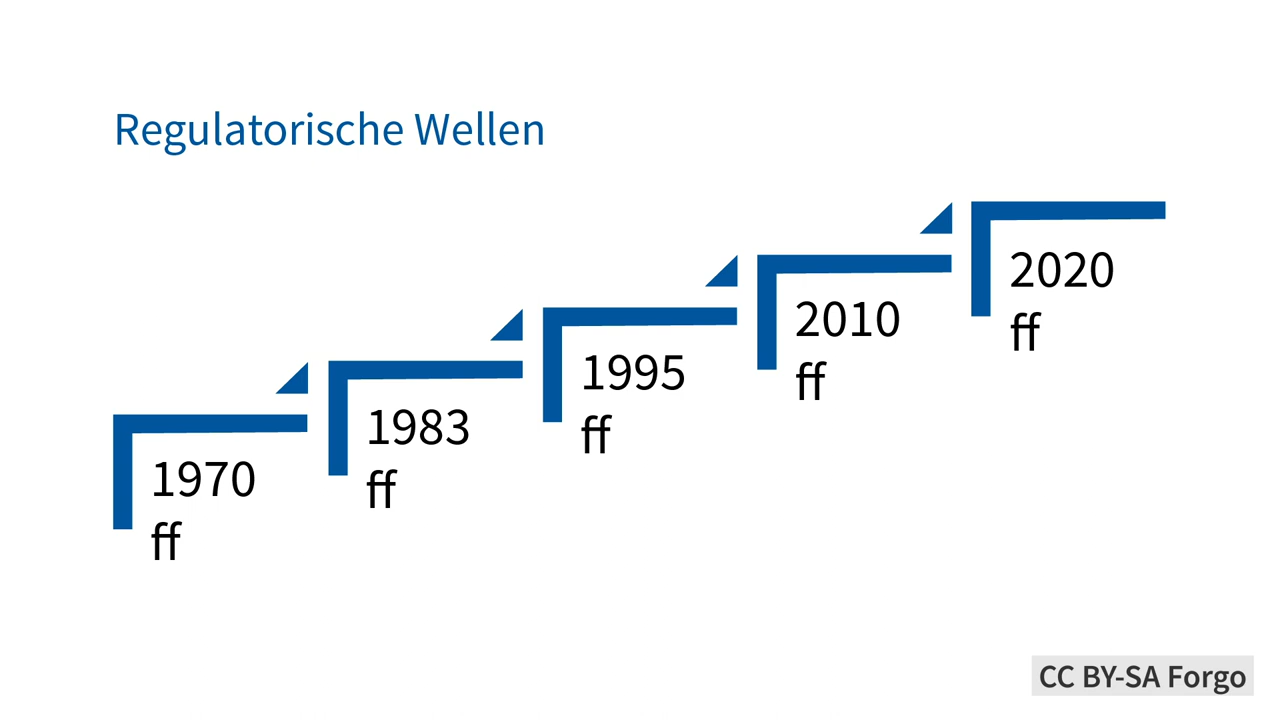 Regulatorische Wellen
1970
ff
1983
ff
1995
ff
2010
ff
2020
ff
CC BY-SA Forgo